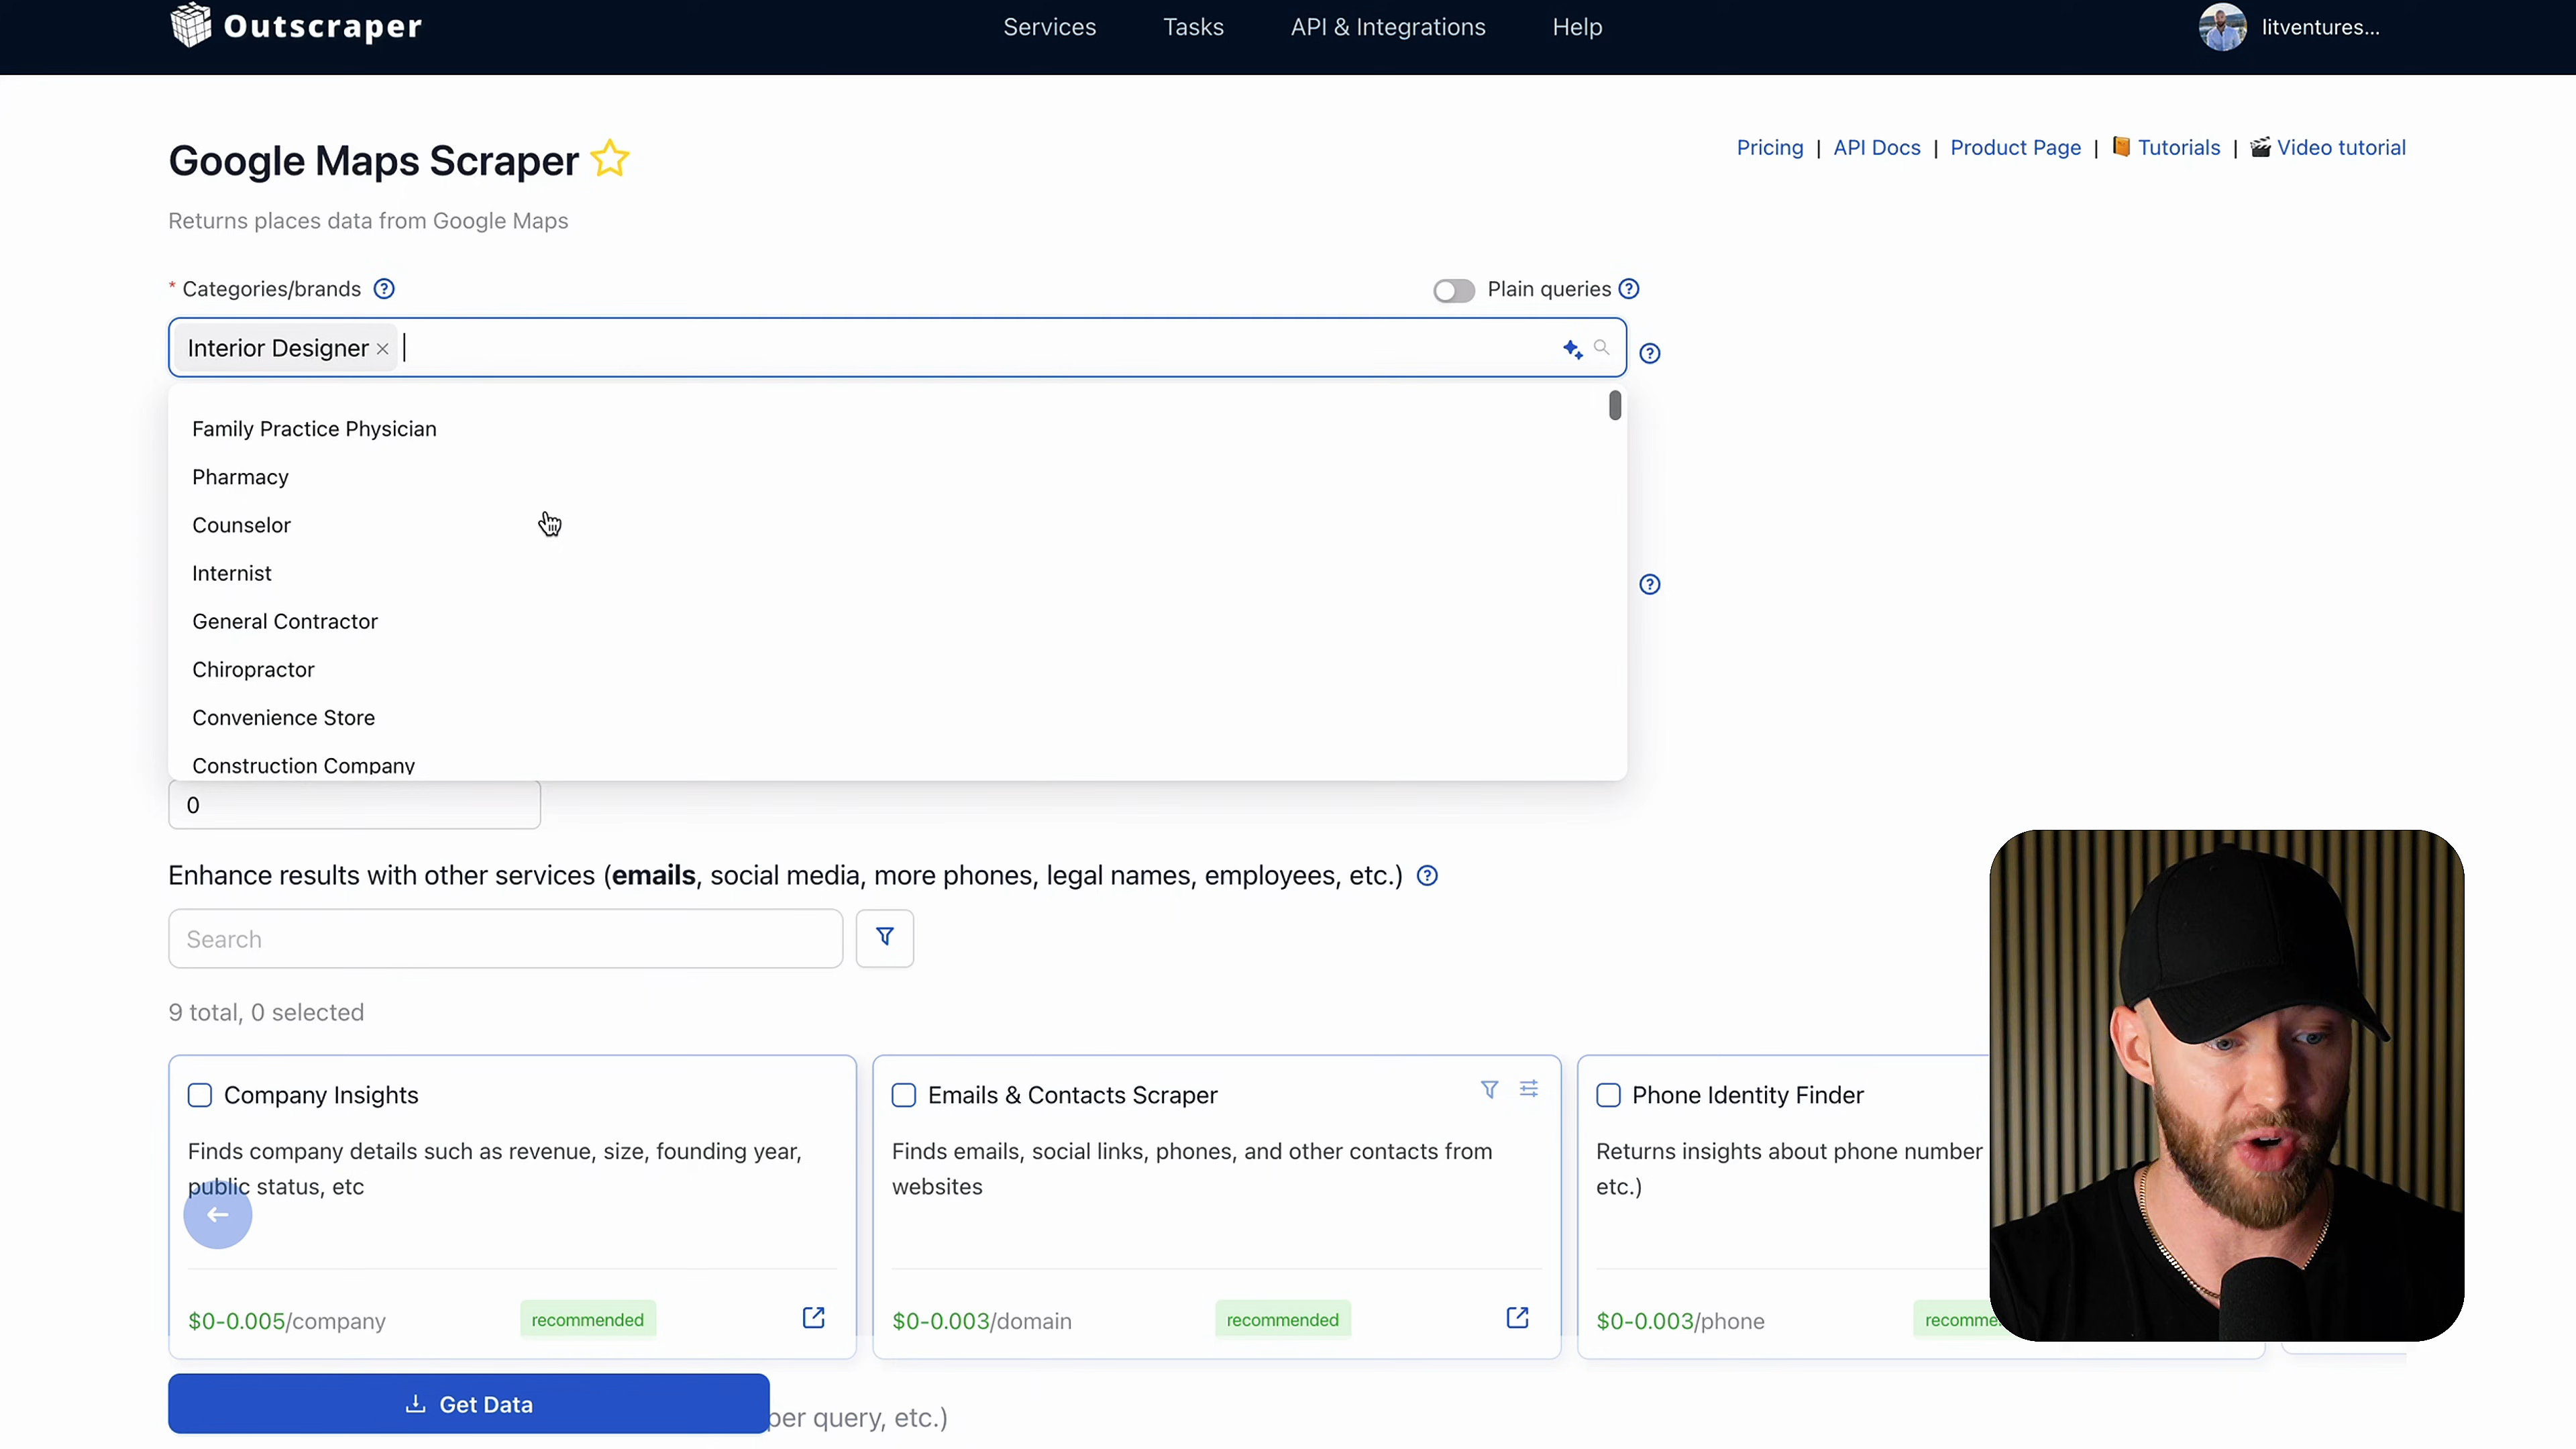 Outscraper
Services
Tasks
API & Integrations
Help
litventures...
Google Maps Scraper
Pricing | API Docs | Product Page | Tutorials | Video tutorial
Returns places data from Google Maps
* Categories/brands
Plain queries
Interior Designer
Family Practice Physician
Pharmacy
Counselor
Internist
General Contractor
Chiropractor
Convenience Store
Construction Company
0
Enhance results with other services (emails, social media, more phones, legal names, employees, etc.)
Search
9 total, 0 selected
Company Insights
Finds company details such as revenue, size, founding year,
public status, etc
$0-0.005/company
recommended
Emails & Contacts Scraper
Finds emails, social links, phones, and other contacts from
websites
$0-0.003/domain
recommended
Phone Identity Finder
Returns insights about phone number
etc.)
$0-0.003/phone
recomme
Get Data
per query, etc.)